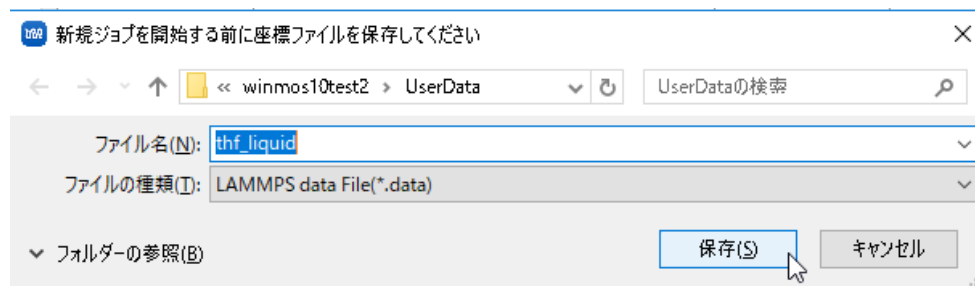 新規ジョブを開始する前に座標ファイルを保存してください
« winmos10test2 › UserData UserDataの検索
ファイル名(N): thf_liquid
ファイルの種類(T): LAMMPS data File(*.data)
フォルダーの参照(B) 保存(S) キャンセル